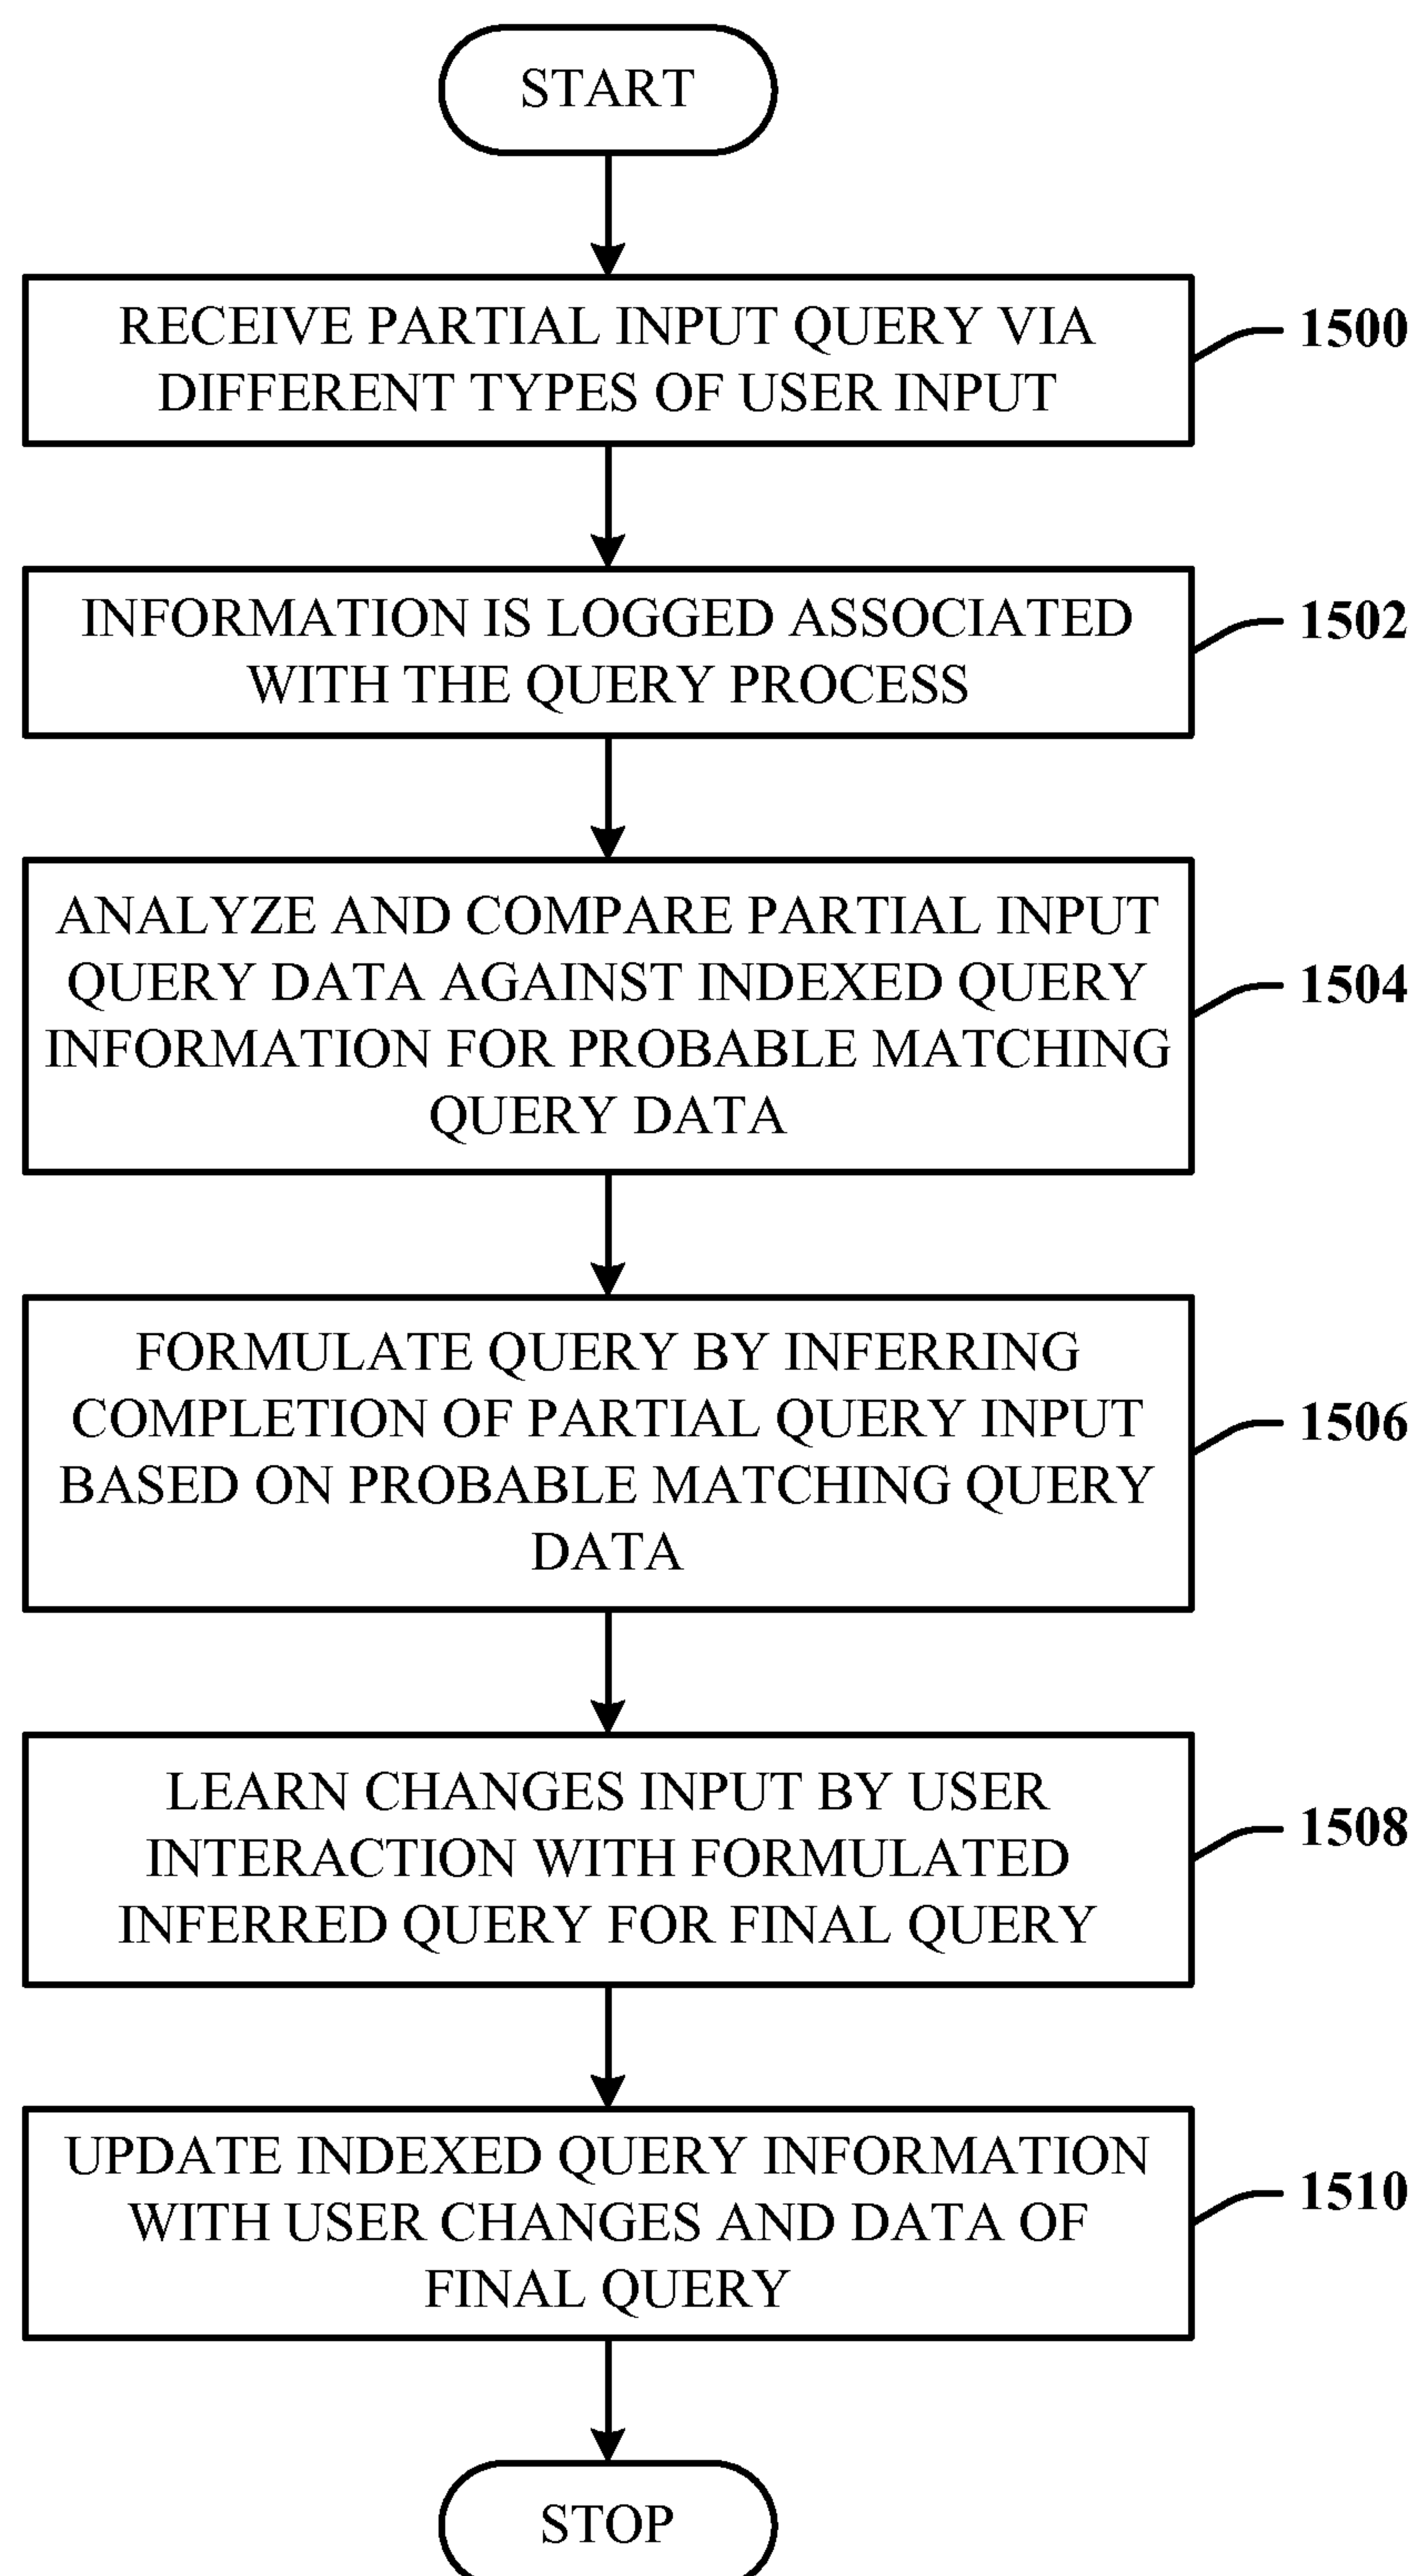 START
RECEIVE PARTIAL INPUT QUERY VIA
DIFFERENT TYPES OF USER INPUT
1500
INFORMATION IS LOGGED ASSOCIATED
WITH THE QUERY PROCESS
1502
ANALYZE AND COMPARE PARTIAL INPUT
QUERY DATA AGAINST INDEXED QUERY
INFORMATION FOR PROBABLE MATCHING
QUERY DATA
1504
FORMULATE QUERY BY INFERRING
COMPLETION OF PARTIAL QUERY INPUT
BASED ON PROBABLE MATCHING QUERY
DATA
1506
LEARN CHANGES INPUT BY USER
INTERACTION WITH FORMULATED
INFERRED QUERY FOR FINAL QUERY
1508
UPDATE INDEXED QUERY INFORMATION
WITH USER CHANGES AND DATA OF
FINAL QUERY
1510
STOP